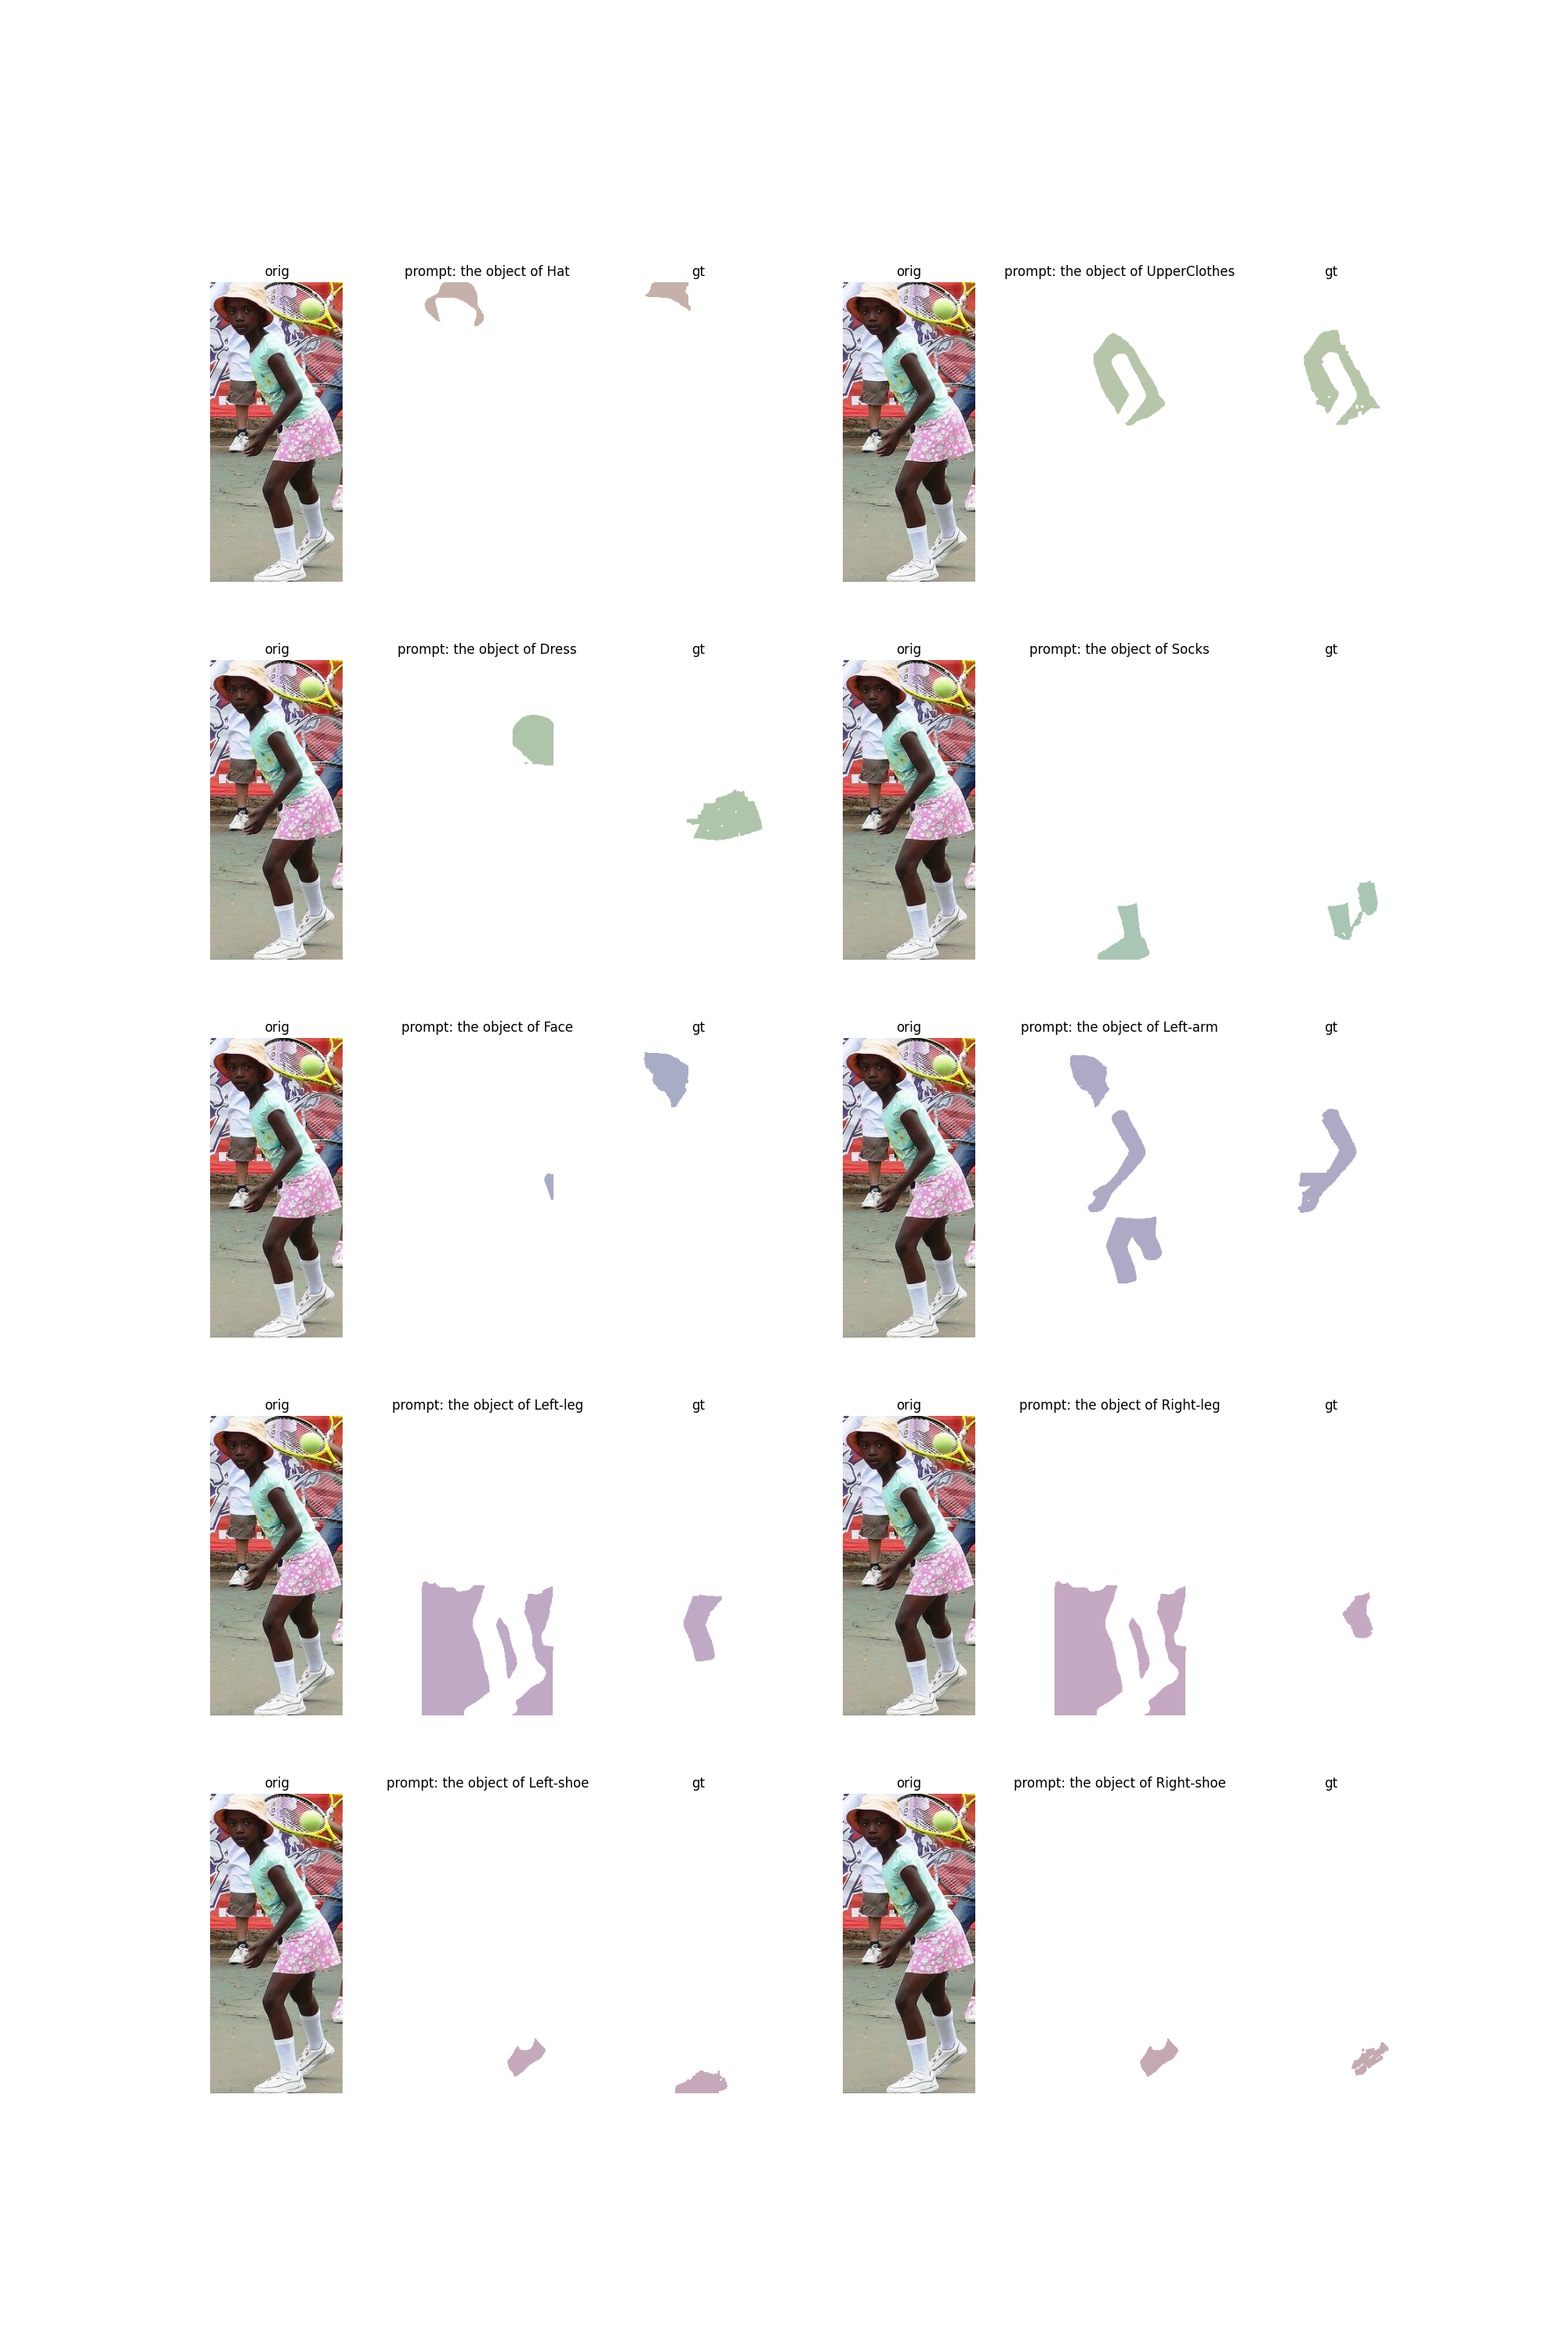 orig prompt: the object of Hat gt orig prompt: the object of UpperClothes gt
orig prompt: the object of Dress gt orig prompt: the object of Socks gt
orig prompt: the object of Face gt orig prompt: the object of Left-arm gt
orig prompt: the object of Left-leg gt orig prompt: the object of Right-leg gt
orig prompt: the object of Left-shoe gt orig prompt: the object of Right-shoe gt